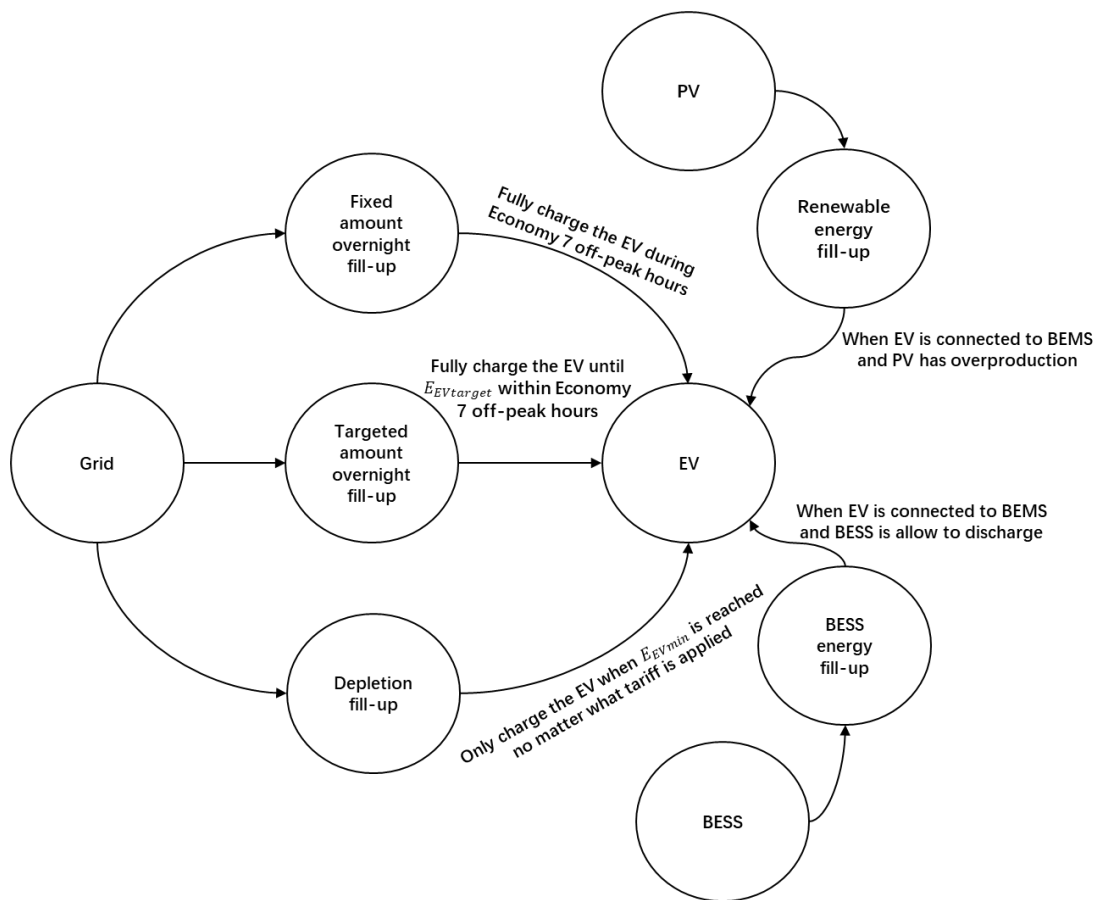 PV
Fixed
amount
overnight
fill-up
Fully charge the EV during
Economy 7 off-peak hours
Renewable
energy
fill-up
When EV is connected to BEMS
and PV has overproduction
Fully charge the EV until
E_EVtarget within Economy
7 off-peak hours
Grid
Targeted
amount
overnight
fill-up
EV
When EV is connected to BEMS
and BESS is allow to discharge
Depletion
fill-up
Only charge the EV when E_EVmin is reached
no matter what tariff is applied
BESS
energy
fill-up
BESS